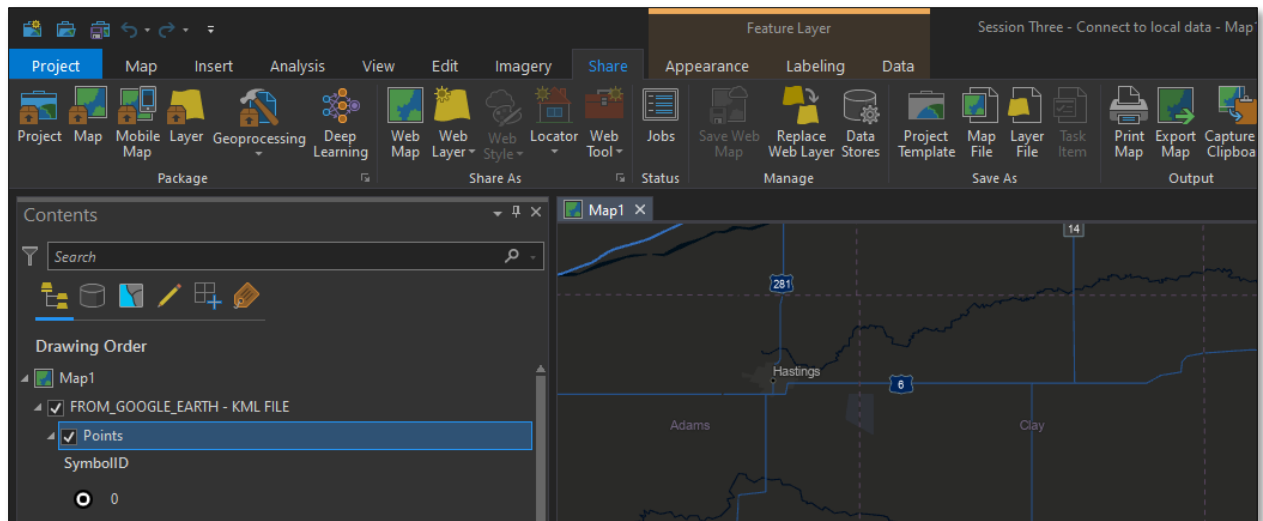 Feature Layer
Session Three - Connect to local data - Map1
Project Map Insert Analysis View Edit Imagery Share Appearance Labeling Data
Project Map Mobile Map Layer Geoprocessing Deep Learning Web Map Web Layer Web Style Locator Web Tool Jobs Save Web Map Replace Web Layer Data Stores Project Template Map File Layer File Task Item Print Map Export Map Capture Clipboa
Package Share As Status Manage Save As Output
Contents
Map1
Search
14
281
Drawing Order
Hastings
Map1
6
FROM_GOOGLE_EARTH - KML FILE
Adams
Clay
Points
SymbolID
0